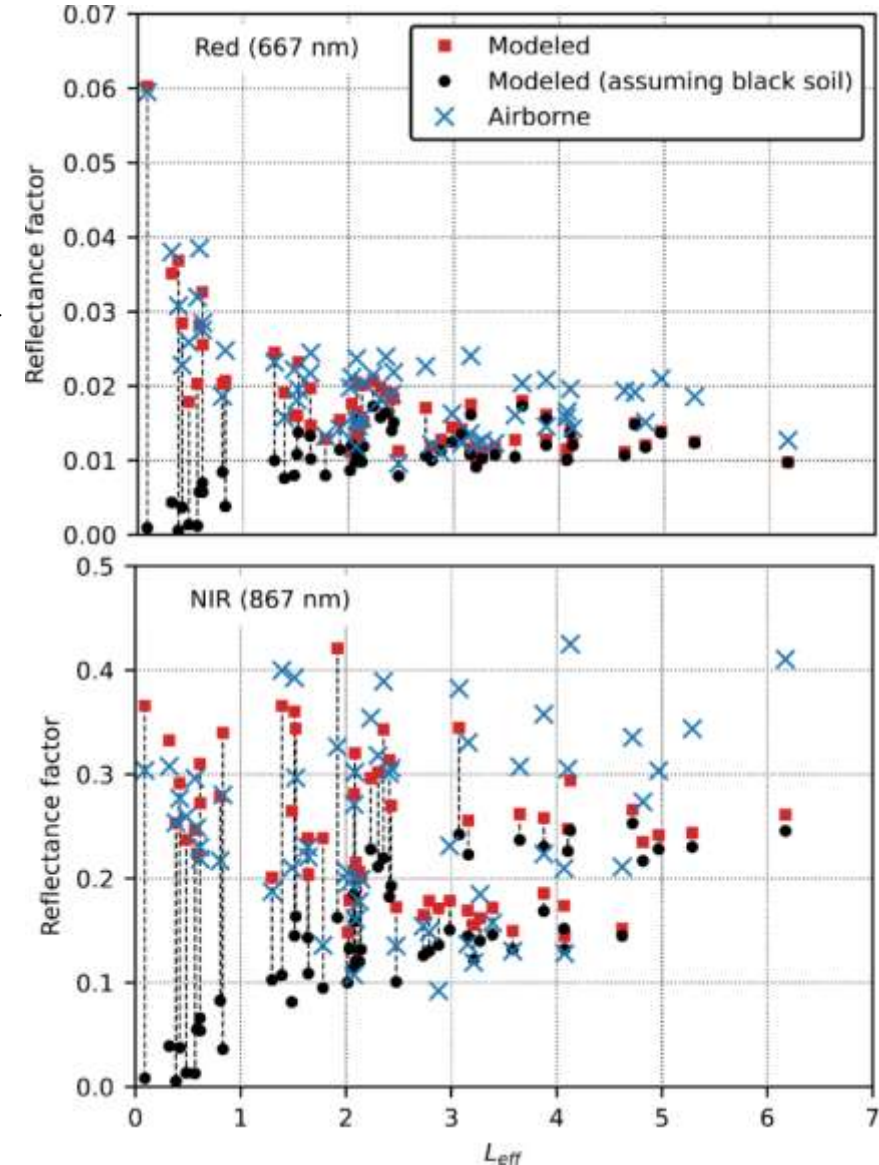 0.07
Red (667 nm)
Modeled
Modeled (assuming black soil)
Airborne
0.06
0.05
0.04
0.03
0.02
0.01
0.00
Reflectance factor
0.5
NIR (867 nm)
0.4
0.3
0.2
0.1
0.0
Reflectance factor
0 1 2 3 4 5 6 7
Leff